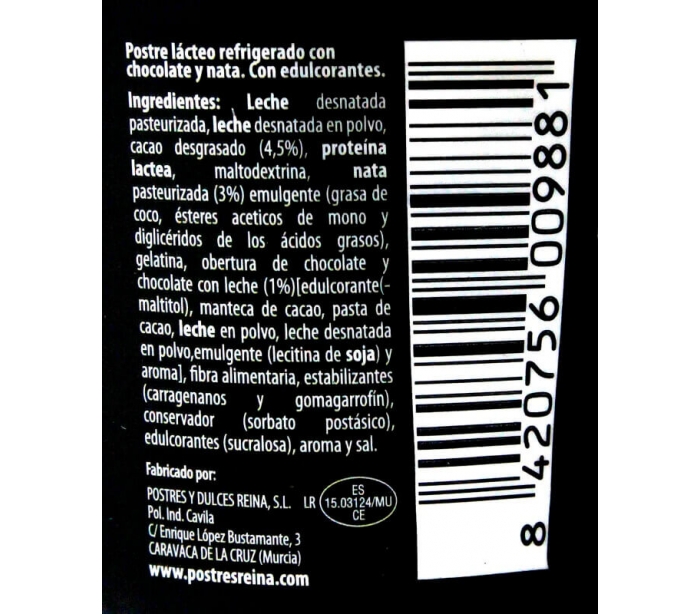 Postre lácteo refrigerado con
chocolate y nata. Con edulcorantes.
Ingredientes: Leche desnatada
pasteurizada, leche desnatada en polvo,
cacao desgrasado (4,5%), proteína
lactea, maltodextrina, nata
pasteurizada (3%) emulgente (grasa de
coco, ésteres aceticos de mono y
diglicéridos de los ácidos grasos),
gelatina, obertura de chocolate y
chocolate con leche (1%)[edulcorante(-
maltitol), manteca de cacao, pasta de
cacao, leche en polvo, leche desnatada
en polvo,emulgente (lecitina de soja) y
aroma], fibra alimentaria, estabilizantes
(carragenanos y gomagarrofín),
conservador (sorbato postásico),
edulcorantes (sucralosa), aroma y sal.
Fabricado por:
POSTRES Y DULCES REINA, S.L. LR
Pol. Ind. Cavila
C/ Enrique López Bustamante, 3
CARAVACA DE LA CRUZ (Murcia)
www.postresreina.com
ES
15.03124/MU
CE
8 420756 009881